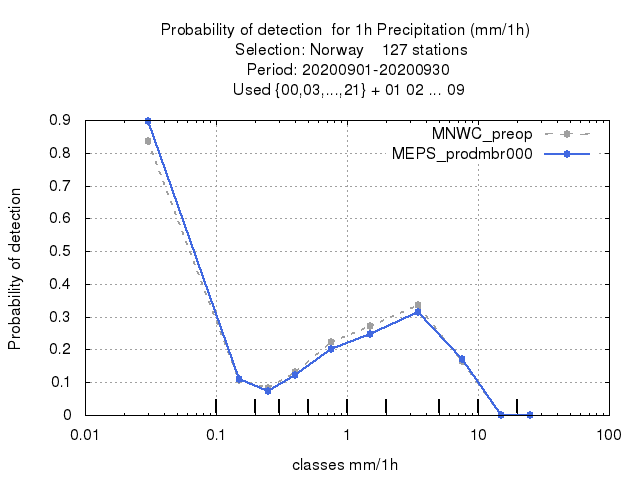 Probability of detection  for 1h Precipitation (mm/1h)
Selection: Norway    127 stations
Period: 20200901-20200930
Used {00,03,...,21} + 01 02 ... 09
MNWC_preop
MEPS_prodmbr000
Probability of detection
0.9
0.8
0.7
0.6
0.5
0.4
0.3
0.2
0.1
0
0.01 0.1 1 10 100
classes mm/1h